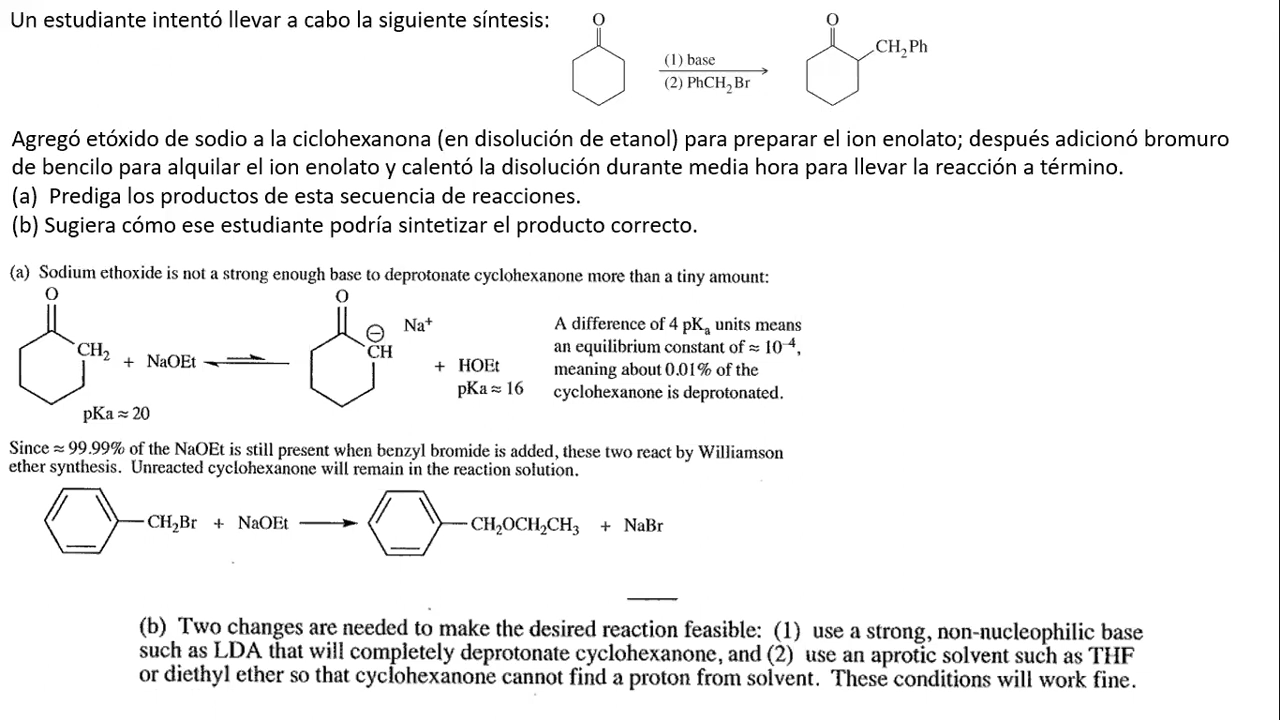 Un estudiante intentó llevar a cabo la siguiente síntesis:
O
(1) base
(2) PhCH₂Br
O
CH₂Ph
Agregó etóxido de sodio a la ciclohexanona (en disolución de etanol) para preparar el ion enolato; después adicionó bromuro
de bencilo para alquilar el ion enolato y calentó la disolución durante media hora para llevar la reacción a término.
(a) Prediga los productos de esta secuencia de reacciones.
(b) Sugiera cómo ese estudiante podría sintetizar el producto correcto.
(a) Sodium ethoxide is not a strong enough base to deprotonate cyclohexanone more than a tiny amount:
O
CH₂ + NaOEt
pKa ≈ 20
O
⊖ Na⁺
CH
+ HOEt
pKa ≈ 16
A difference of 4 pKₐ units means
an equilibrium constant of ≈ 10⁻⁴,
meaning about 0.01% of the
cyclohexanone is deprotonated.
Since ≈ 99.99% of the NaOEt is still present when benzyl bromide is added, these two react by Williamson
ether synthesis. Unreacted cyclohexanone will remain in the reaction solution.
CH₂Br + NaOEt
CH₂OCH₂CH₃ + NaBr
(b) Two changes are needed to make the desired reaction feasible: (1) use a strong, non-nucleophilic base
such as LDA that will completely deprotonate cyclohexanone, and (2) use an aprotic solvent such as THF
or diethyl ether so that cyclohexanone cannot find a proton from solvent. These conditions will work fine.